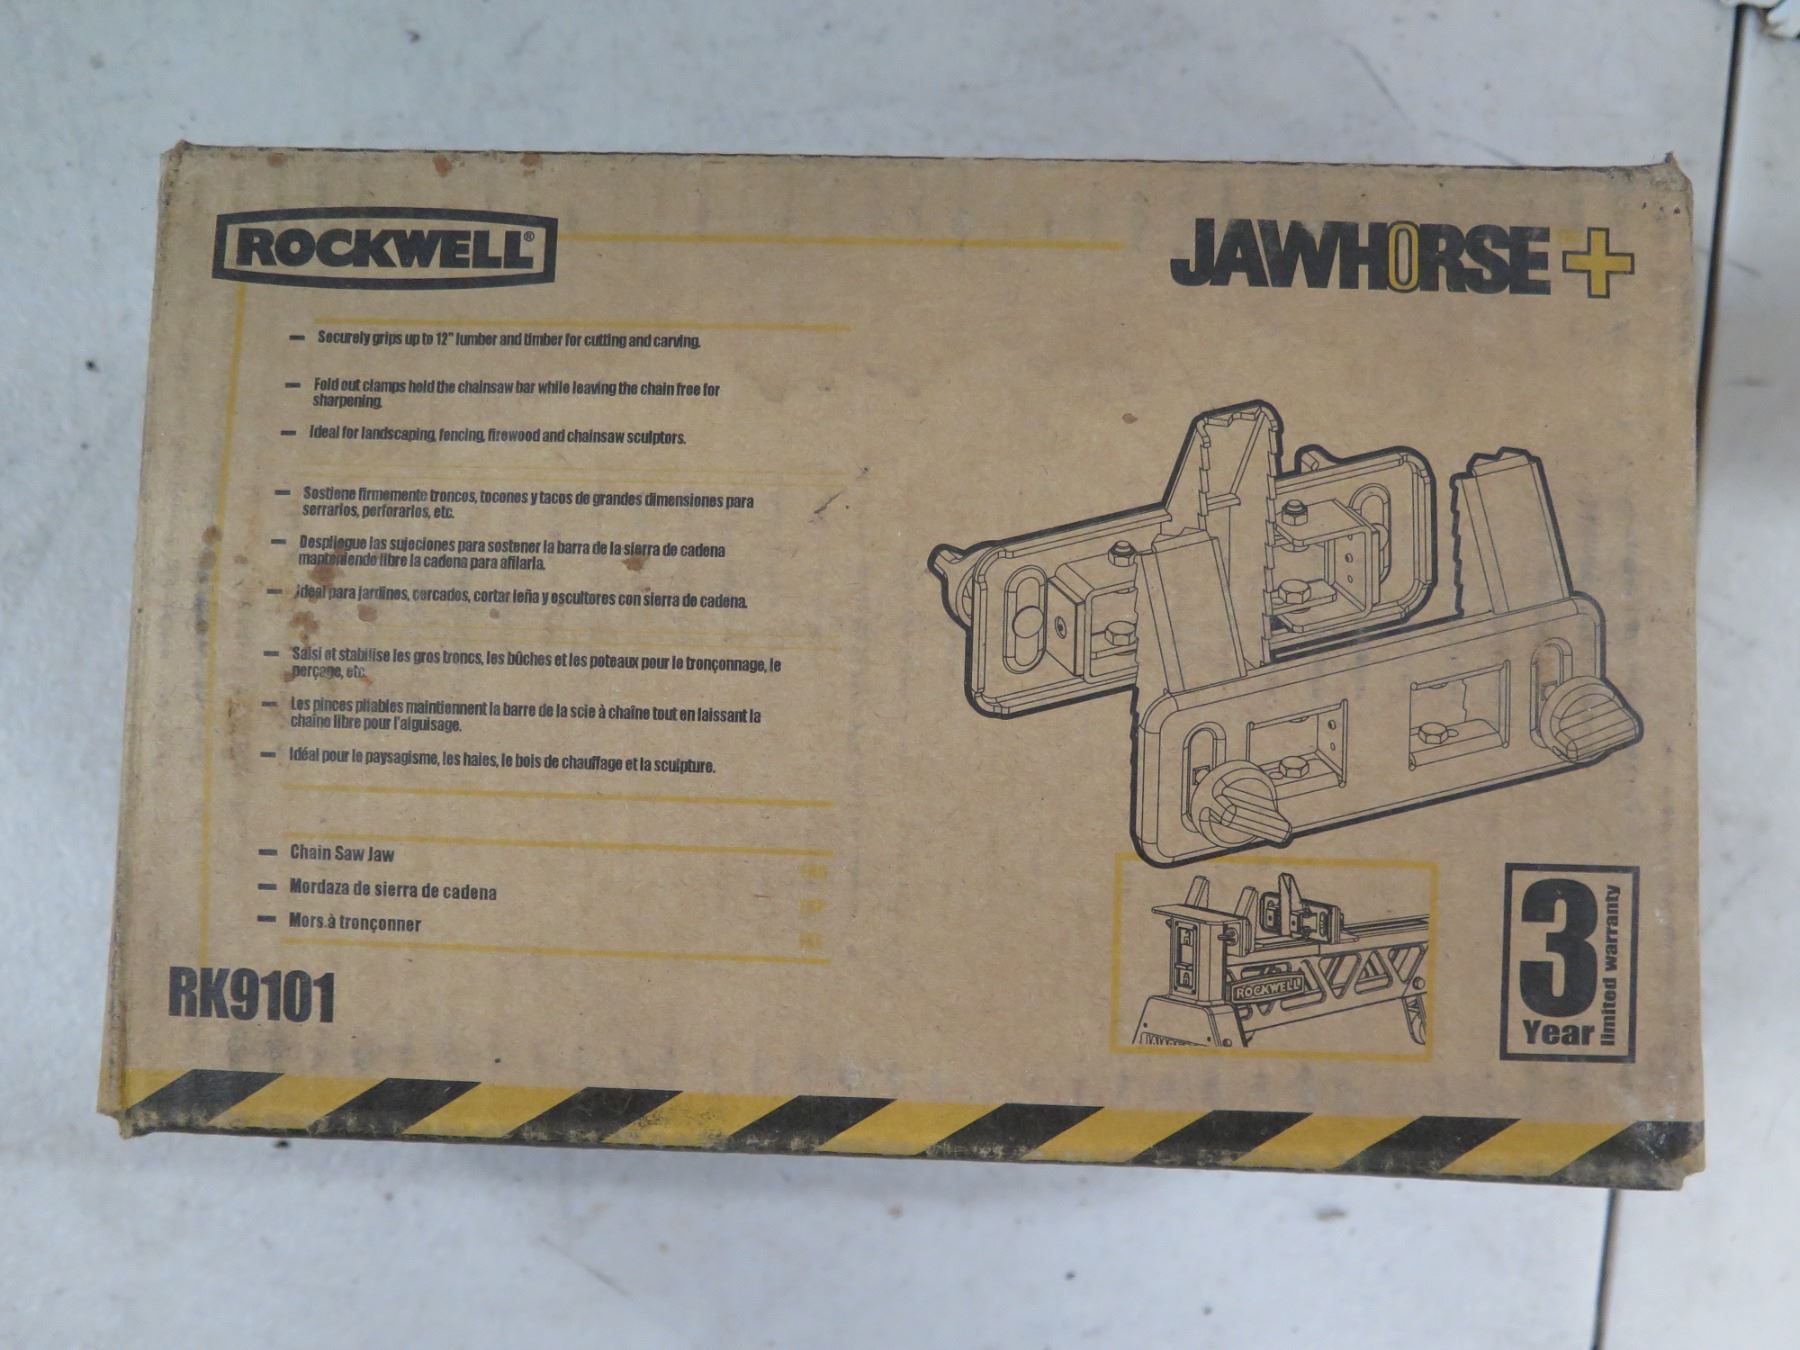 ROCKWELL®
JAWHORSE+
Securely grips up to 12" lumber and timber for cutting and carving.
Fold out clamps hold the chainsaw bar while leaving the chain free for
sharpening.
Ideal for landscaping, fencing, firewood and chainsaw sculptors.
Sostiene firmemente troncos, tocones y tacos de grandes dimensiones para
serrarlos, perforarlos, etc.
Despliegue las sujeciones para sostener la barra de la sierra de cadena
manteniendo libre la cadena para afilarla.
Ideal para jardines, cercados, cortar leña y escultores con sierra de cadena.
Saisi et stabilise les gros troncs, les bûches et les poteaux pour le tronçonnage, le
perçage, etc.
Les pinces pliables maintiennent la barre de la scie à chaîne tout en laissant la
chaîne libre pour l'aiguisage.
Idéal pour le paysagisme, les haies, le bois de chauffage et la sculpture.
Chain Saw Jaw
Mordaza de sierra de cadena
Mors à tronçonner
RK9101
ROCKWELL
3
Year
limited warranty